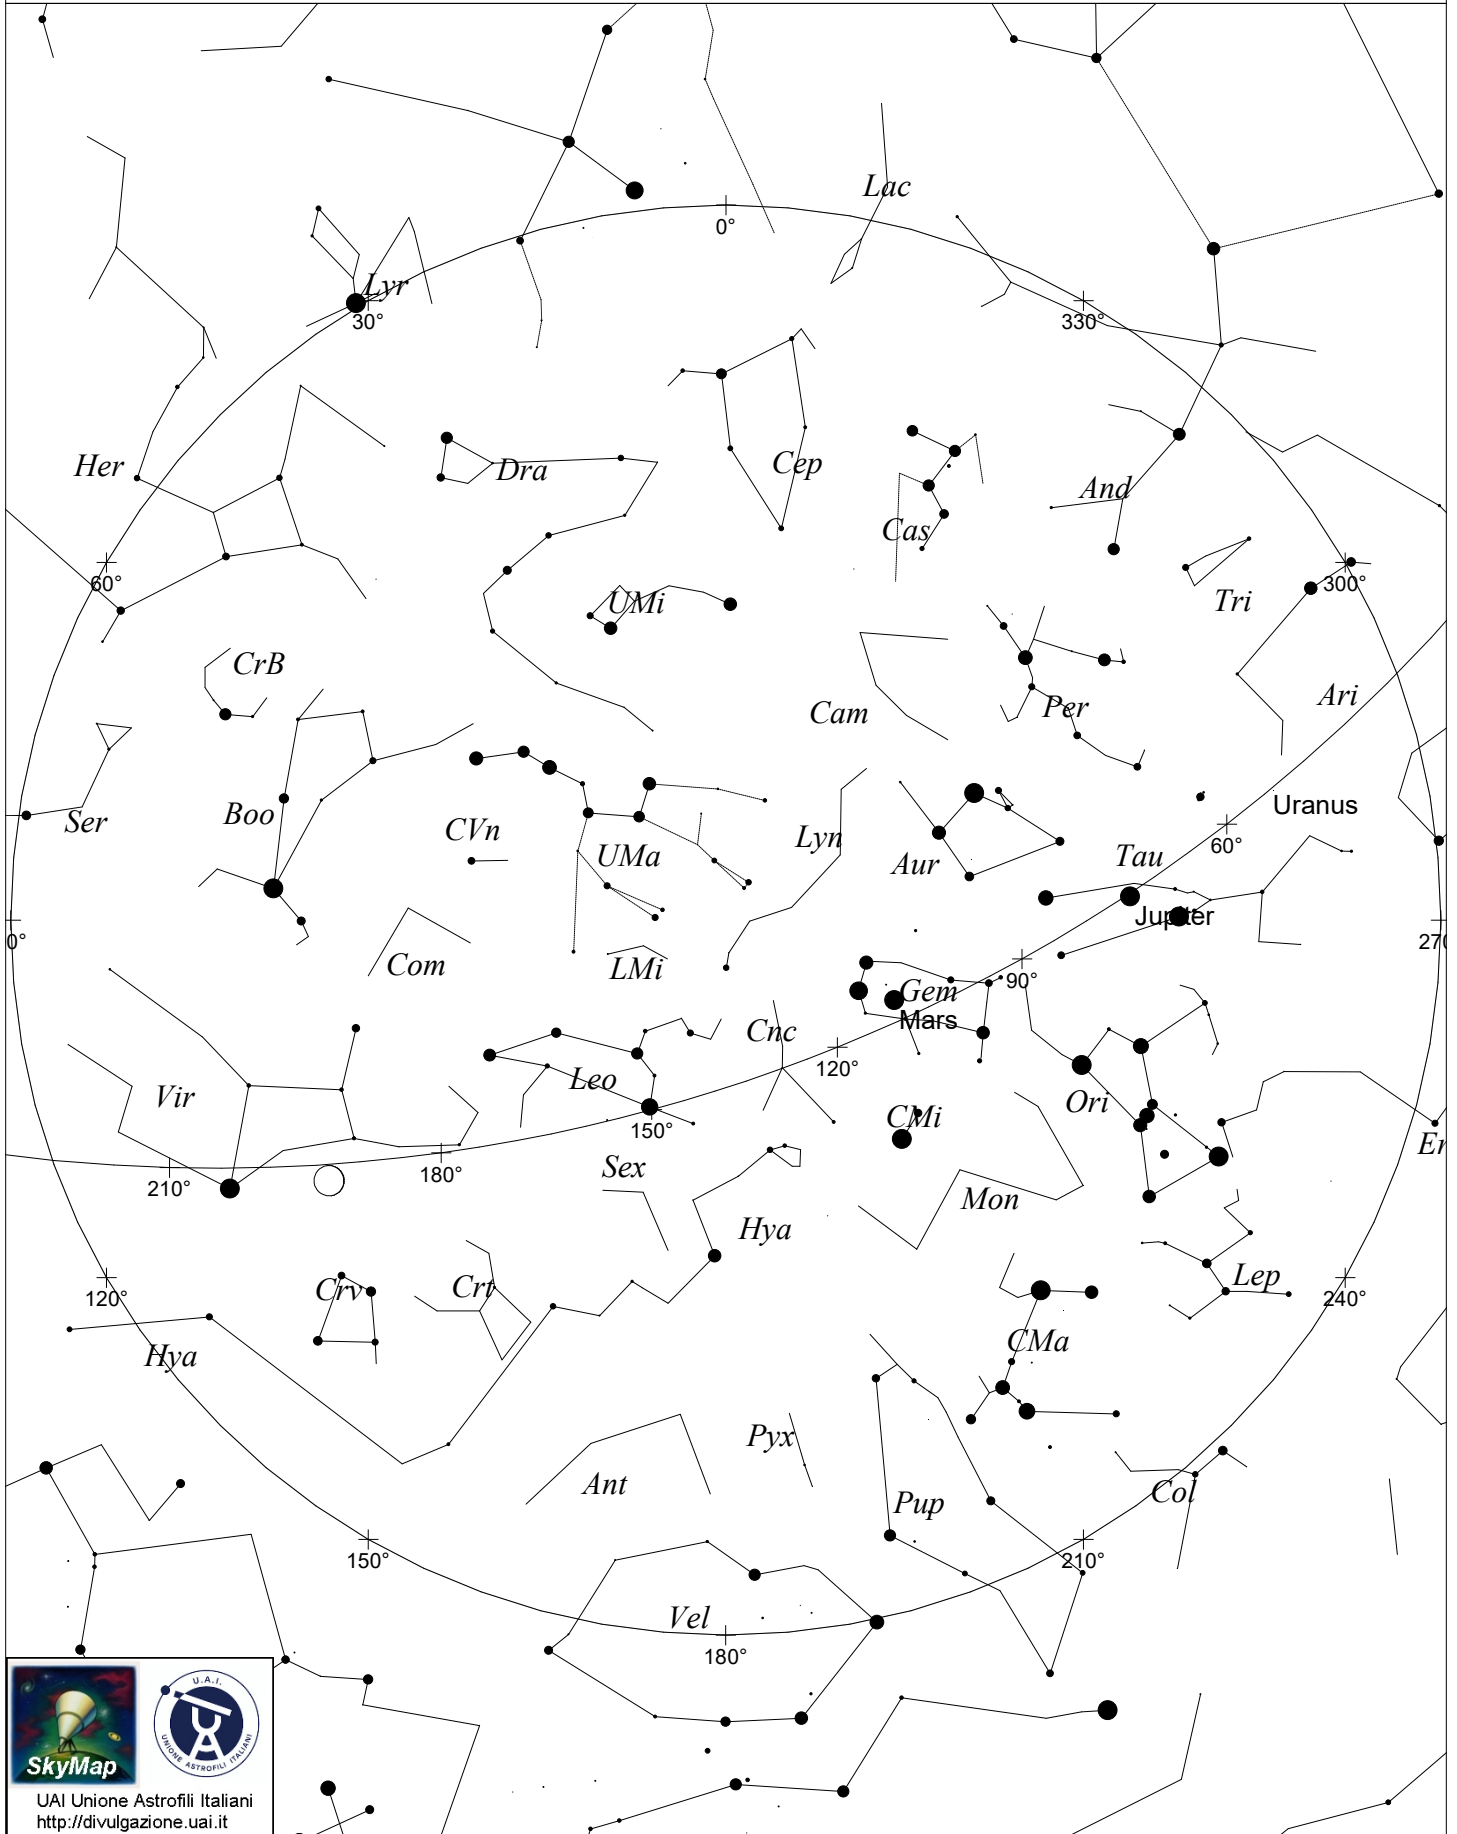 Lac
0°
Lyr
30°
330°
Her
Dra
Cep
And
Cas
60°
300°
UMi
Tri
CrB
Cam
Per
Ari
Uranus
Ser
Boo
CVn
UMa
Lyn
Aur
Tau
60°
Jupiter
0°
270
Com
LMi
Gem
90°
Mars
Cnc
120°
Leo
Vir
Ori
CMi
150°
Er
180°
Sex
210°
Mon
Hya
Crv
Crt
Lep
120°
240°
CMa
Hya
Pyx
Ant
Pup
Col
150°
210°
Vel
180°
U.A.I.
UNIONE ASTROFILI ITALIANI
SkyMap
UAI Unione Astrofili Italiani
http://divulgazione.uai.it